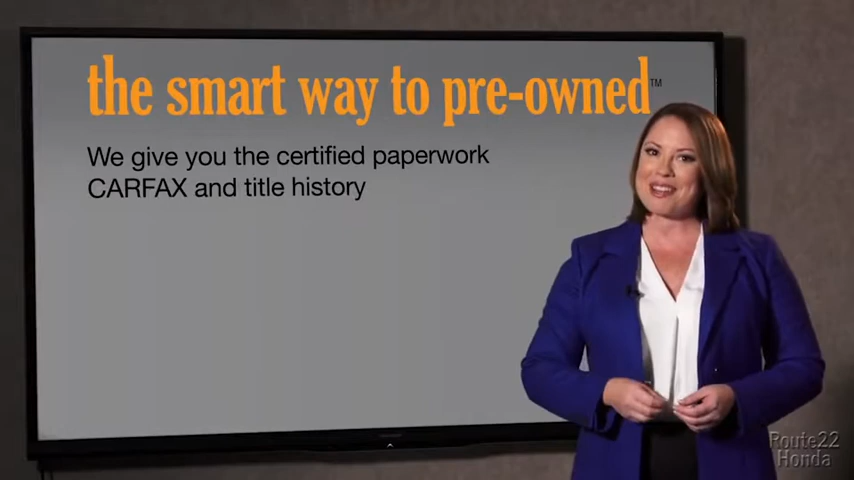 the smart way to pre-owned™
We give you the certified paperwork
CARFAX and title history
Route22
Honda